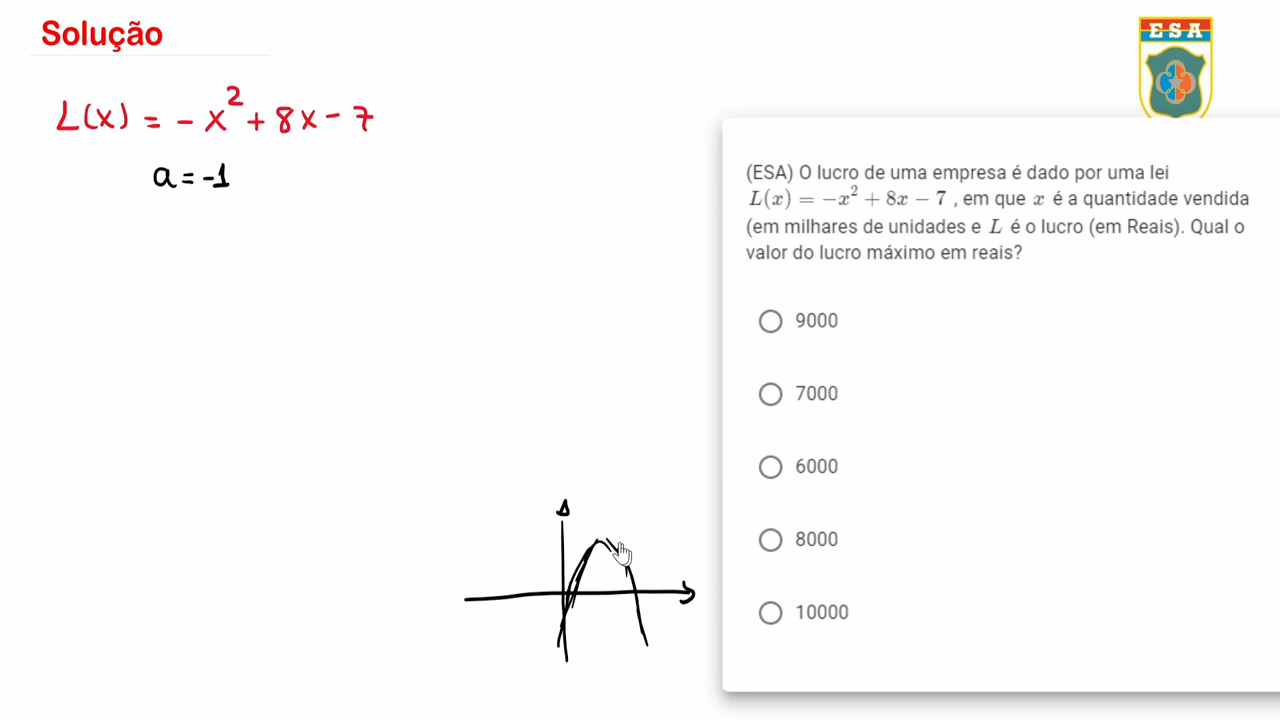 Solução
L(x) = -x² + 8x - 7
a = -1
ESA
(ESA) O lucro de uma empresa é dado por uma lei
L(x) = −x² + 8x − 7 , em que x é a quantidade vendida
(em milhares de unidades e L é o lucro (em Reais). Qual o
valor do lucro máximo em reais?
9000
7000
6000
8000
10000